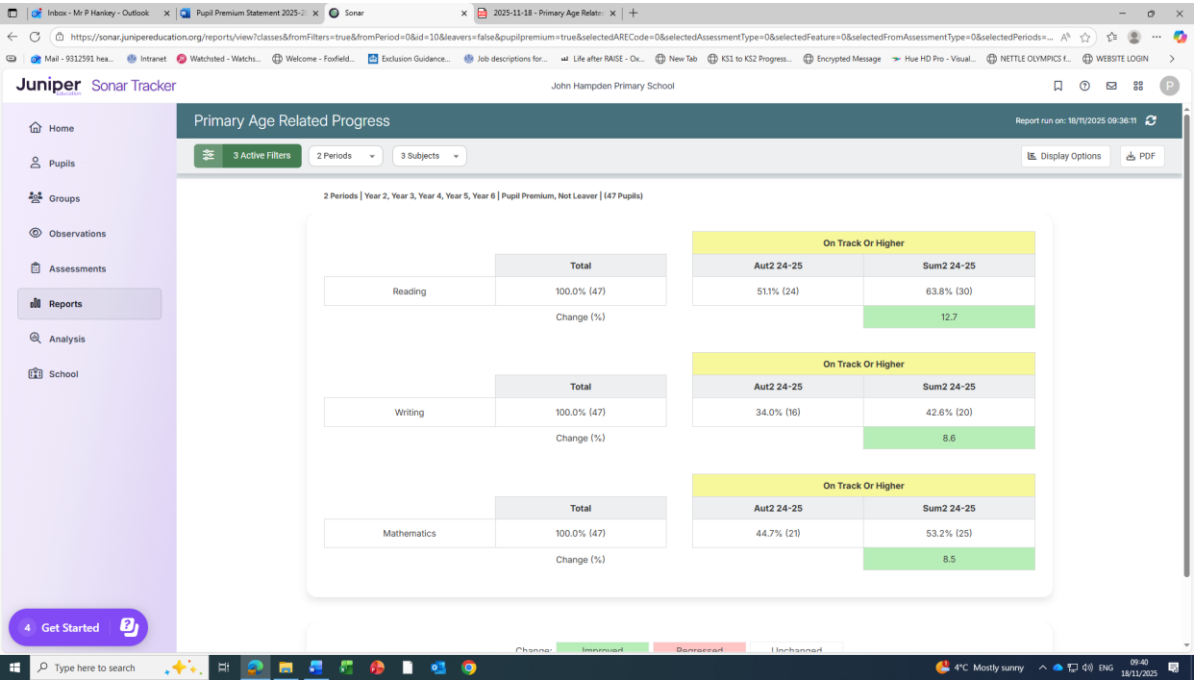 Inbox - Mr P Hankey - Outlook
Pupil Premium Statement 2025-2
Sonar
2025-11-18 - Primary Age Relate
https://sonar.junipereducation.org/reports/view?classes&fromFilters=true&fromPeriod=0&id=10&leavers=false&pupilpremium=true&selectedARECode=0&selectedAssessmentType=0&selectedFeature=0&selectedFromAssessmentType=0&selectedPeriods=...
Mail - 9312591 hea...
Intranet
Watchsted - Watchs...
Welcome - Foxfield...
Exclusion Guidance...
Job descriptions for...
Life after RAISE - Ox...
New Tab
KS1 to KS2 Progress...
Encrypted Message
Hue HD Pro - Visual...
NETTLE OLYMPICS f...
WEBSITE LOGIN
Juniper Education Sonar Tracker
John Hampden Primary School
P
Home
Pupils
Groups
Observations
Assessments
Reports
Analysis
School
4 Get Started
Primary Age Related Progress
Report run on: 18/11/2025 09:36:11
3 Active Filters
2 Periods
3 Subjects
Display Options
PDF
2 Periods | Year 2, Year 3, Year 4, Year 5, Year 6 | Pupil Premium, Not Leaver | (47 Pupils)
On Track Or Higher
Total Aut2 24-25 Sum2 24-25
Reading 100.0% (47) 51.1% (24) 63.8% (30)
Change (%) 12.7
On Track Or Higher
Total Aut2 24-25 Sum2 24-25
Writing 100.0% (47) 34.0% (16) 42.6% (20)
Change (%) 8.6
On Track Or Higher
Total Aut2 24-25 Sum2 24-25
Mathematics 100.0% (47) 44.7% (21) 53.2% (25)
Change (%) 8.5
Change: Improved Regressed Unchanged
Type here to search
4°C Mostly sunny
ENG
09:40
18/11/2025